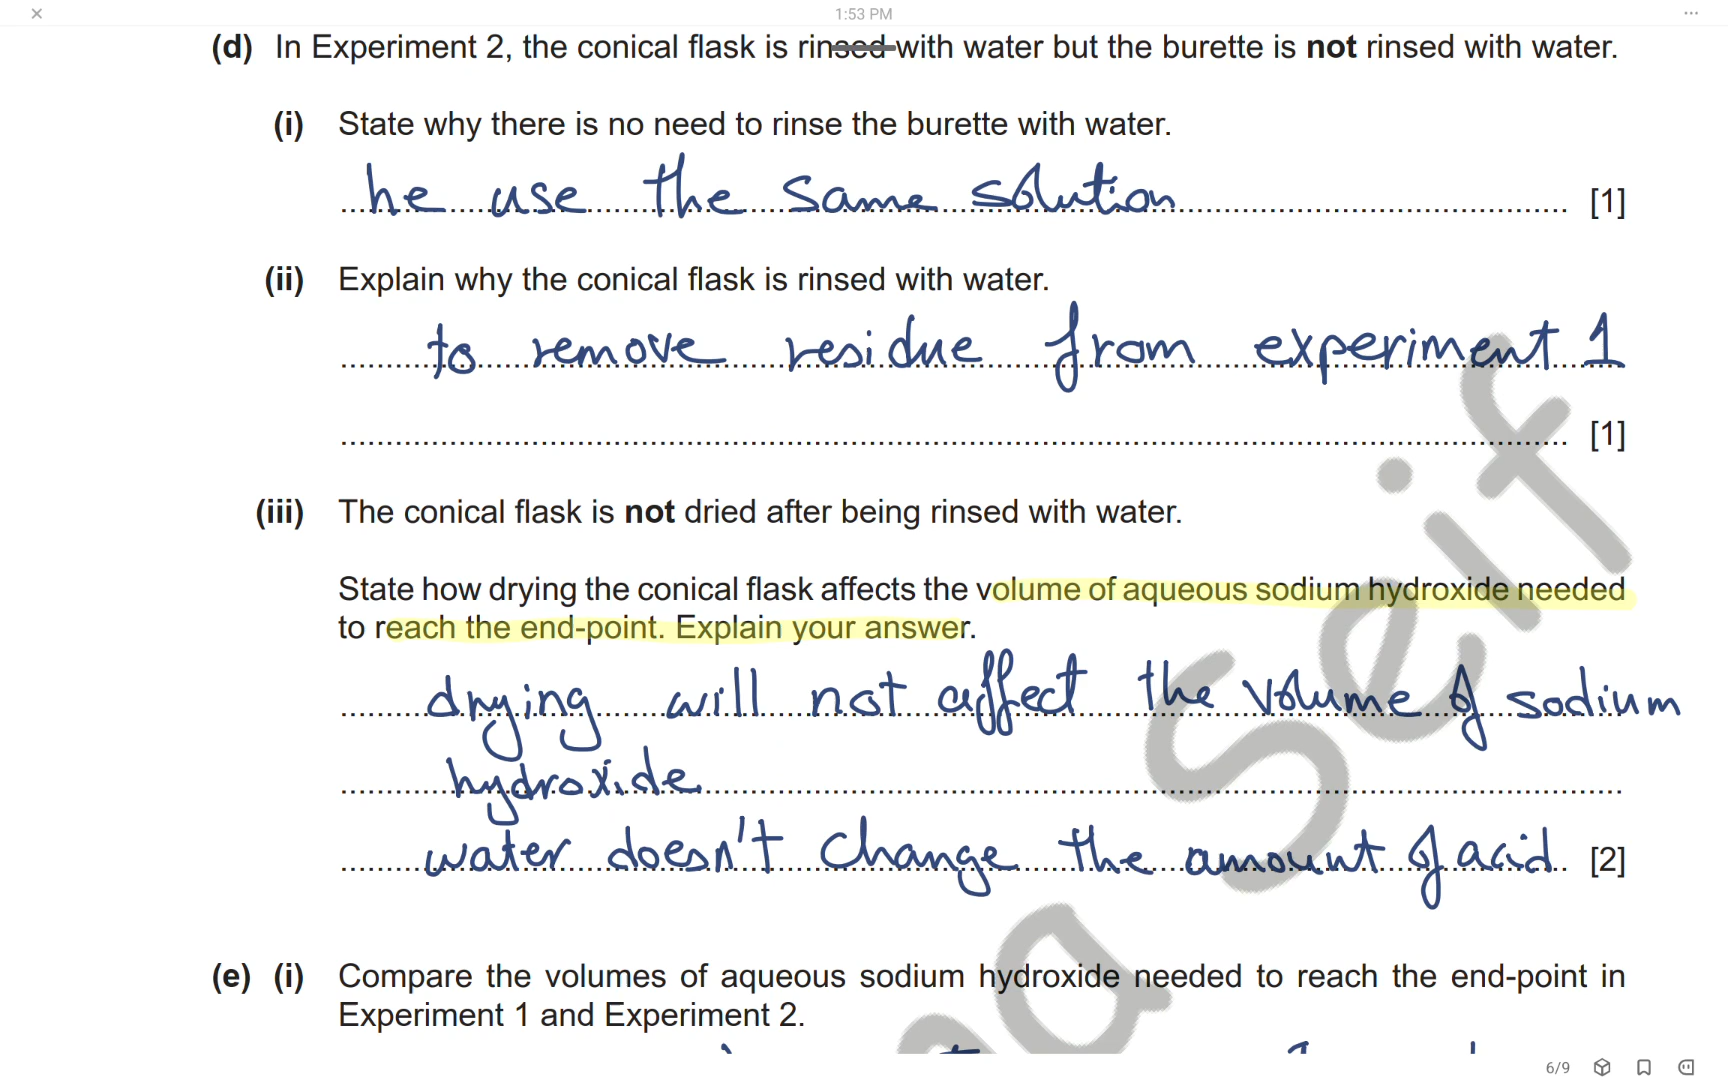 1:53 PM
(d) In Experiment 2, the conical flask is rinsed with water but the burette is not rinsed with water.
(i) State why there is no need to rinse the burette with water.
he use the same solution [1]
(ii) Explain why the conical flask is rinsed with water.
to remove residue from experiment 1
[1]
(iii) The conical flask is not dried after being rinsed with water.
State how drying the conical flask affects the volume of aqueous sodium hydroxide needed
to reach the end-point. Explain your answer.
drying will not affect the volume of sodium
hydroxide
water doesn't change the amount of acid [2]
(e) (i) Compare the volumes of aqueous sodium hydroxide needed to reach the end-point in
Experiment 1 and Experiment 2.
Seif
6/9